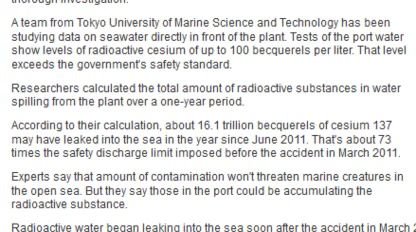 thorough investigation.
A team from Tokyo University of Marine Science and Technology has been
studying data on seawater directly in front of the plant. Tests of the port water
show levels of radioactive cesium of up to 100 becquerels per liter. That level
exceeds the government's safety standard.
Researchers calculated the total amount of radioactive substances in water
spilling from the plant over a one-year period.
According to their calculation, about 16.1 trillion becquerels of cesium 137
may have leaked into the sea in the year since June 2011. That's about 73
times the safety discharge limit imposed before the accident in March 2011.
Experts say that amount of contamination won't threaten marine creatures in
the open sea. But they say those in the port could be accumulating the
radioactive substance.
Radioactive water began leaking into the sea soon after the accident in March 2